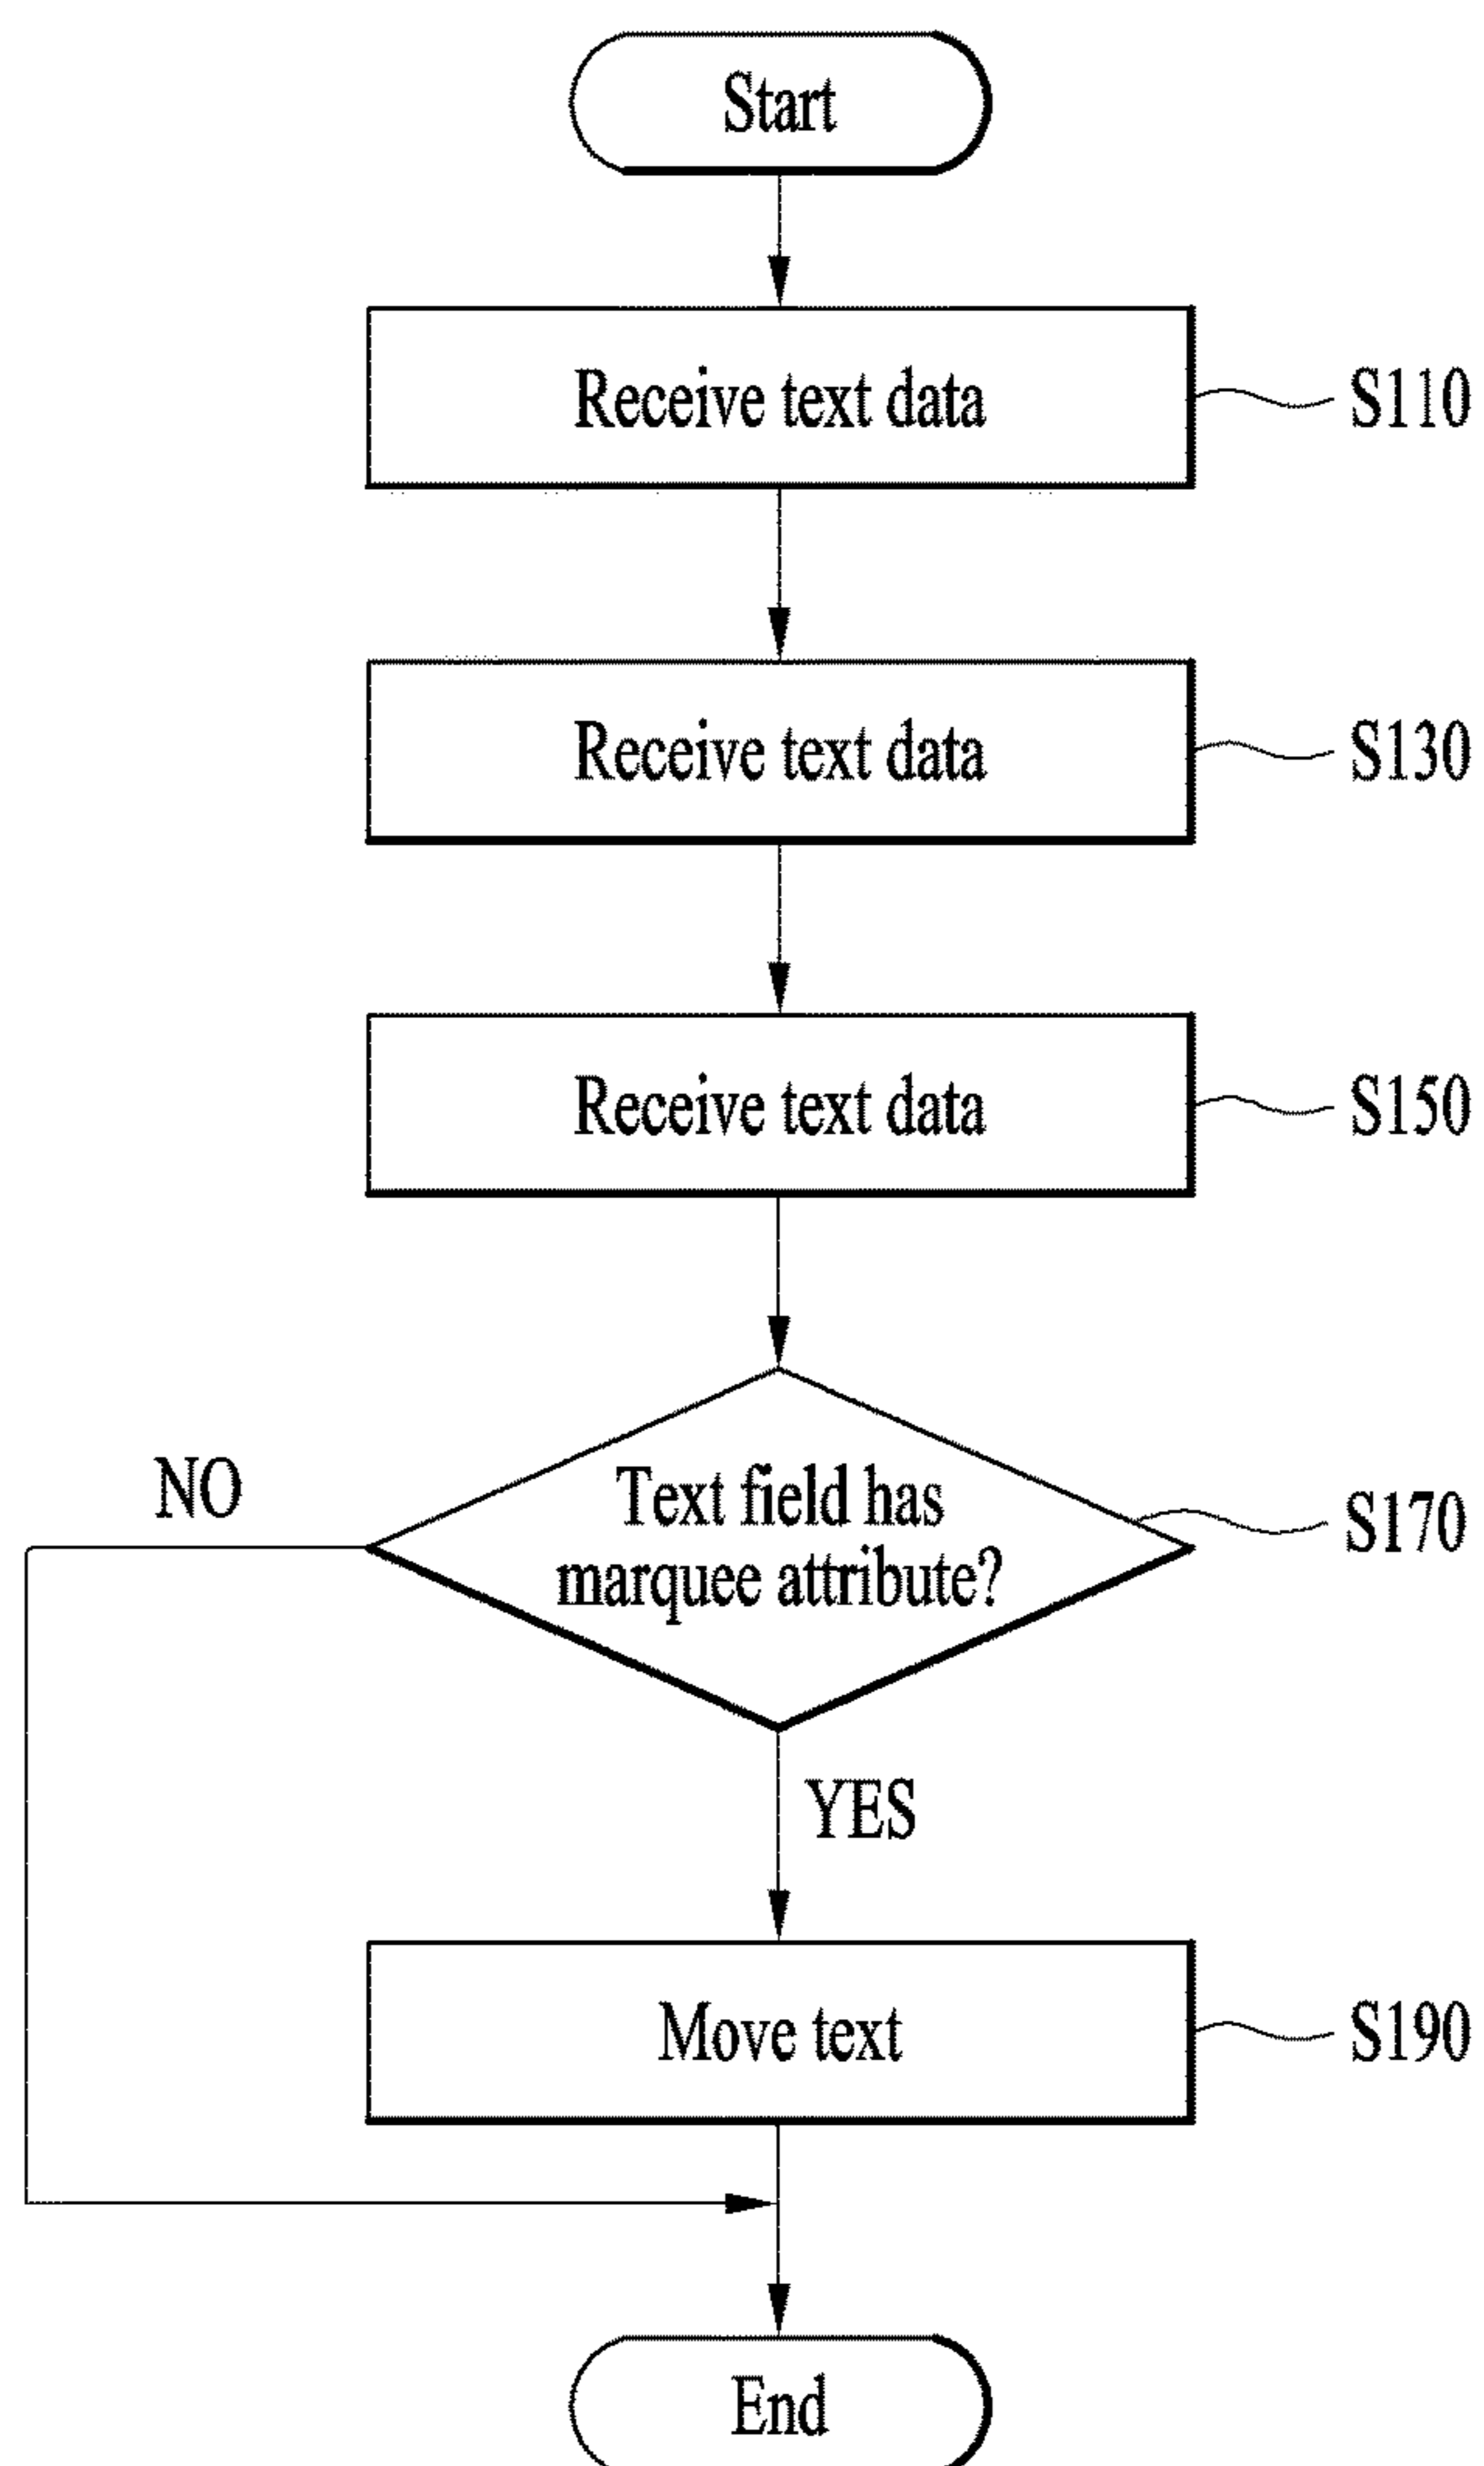 Start
Receive text data
S110
Receive text data
S130
Receive text data
S150
NO
Text field has
marquee attribute?
S170
YES
Move text
S190
End